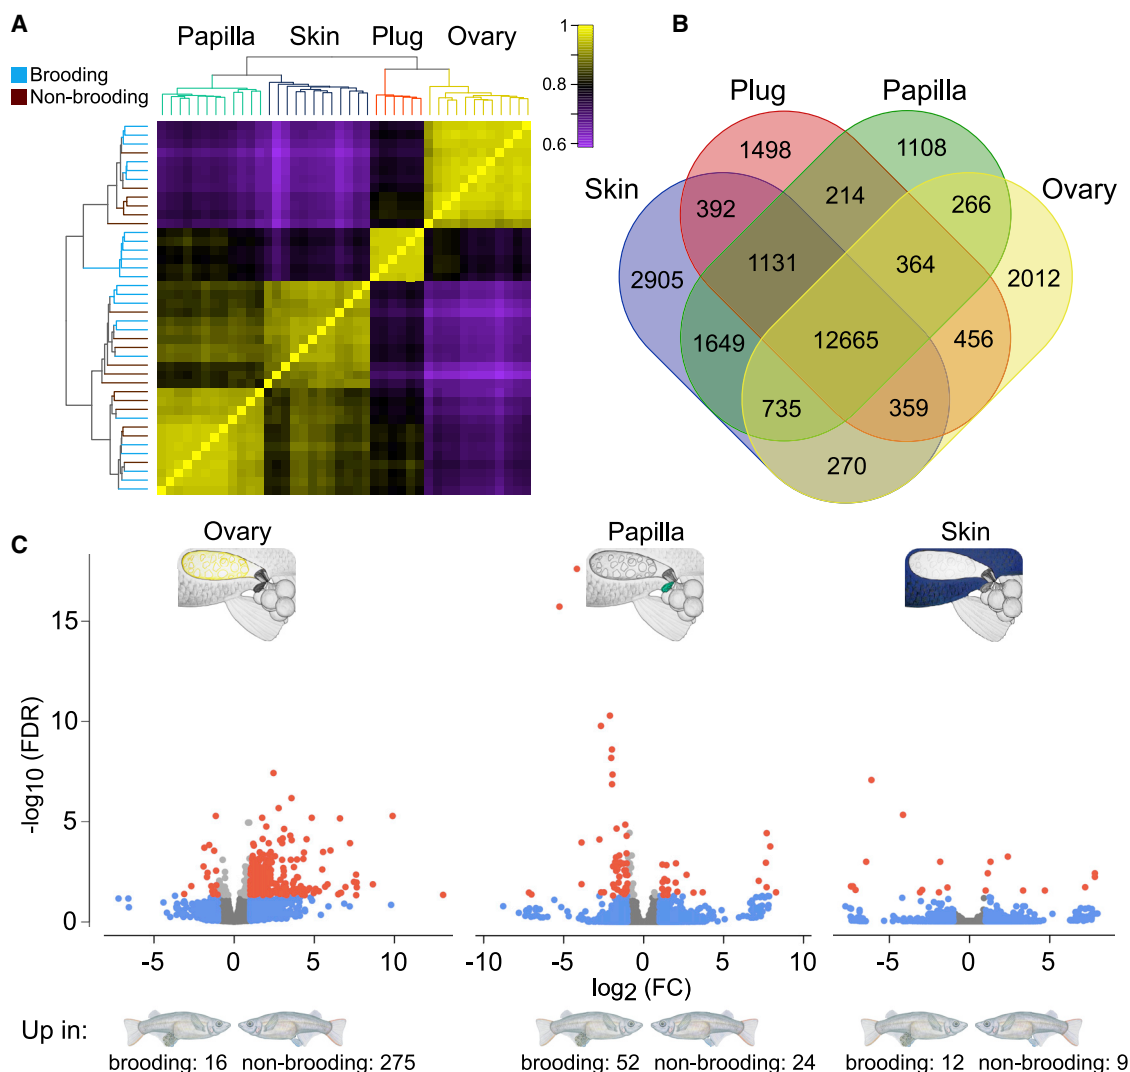 A
Papilla Skin Plug Ovary
Brooding
Non-brooding
1
0.8
0.6
B
Plug Papilla
Skin Ovary
1498 1108
392 214 266
2905 1131 364 2012
1649 12665 456
735 359
270
C
Ovary Papilla Skin
-log10 (FDR)
15
10
5
0
-5 0 5 10
-10 -5 0 5 10
-5 0 5
log2 (FC)
Up in:
brooding: 16 non-brooding: 275
brooding: 52 non-brooding: 24
brooding: 12 non-brooding: 9